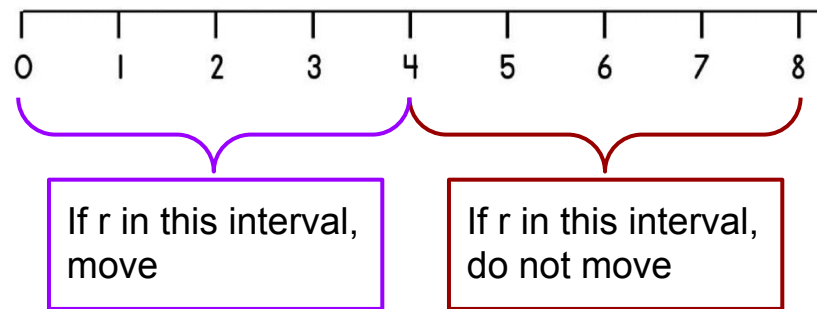 0 1 2 3 4 5 6 7 8
If r in this interval,
move
If r in this interval,
do not move